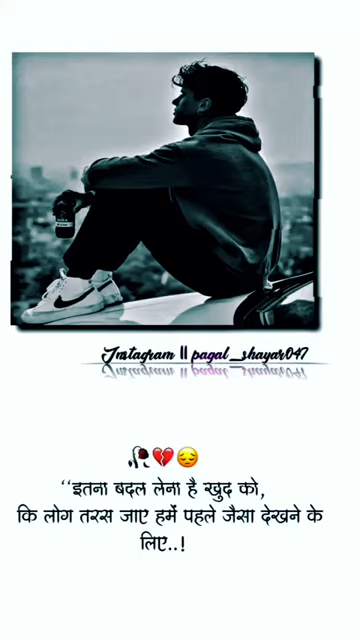 Instagram || pagal_shayar047
🥀💔😔
“इतना बदल लेना है खुद को,
कि लोग तरस जाए हमें पहले जैसा देखने के
लिए..!